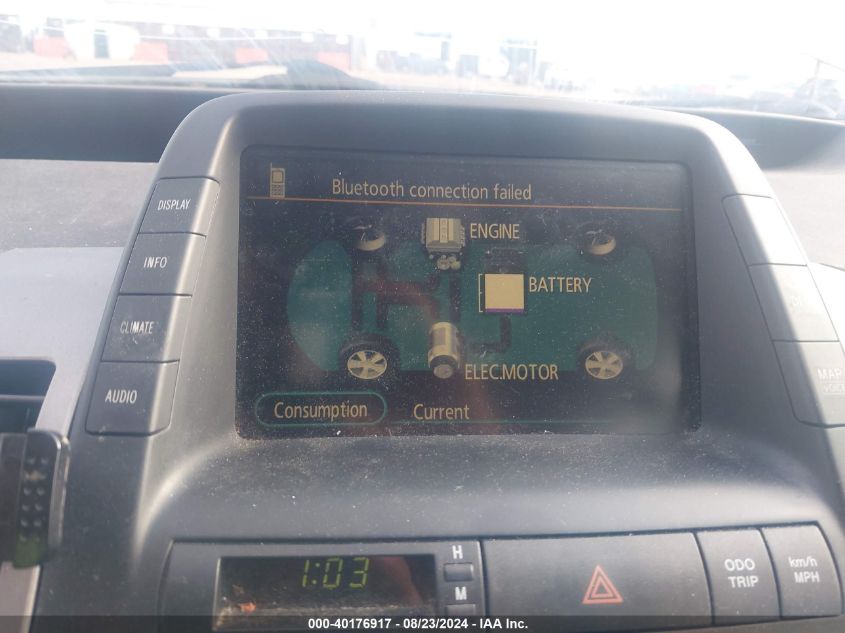 Bluetooth connection failed
DISPLAY
ENGINE
INFO
BATTERY
CLIMATE
ELEC.MOTOR
MAP
AUDIO
Consumption Current
1:03
H
M
ODO
TRIP
km/h
MPH
000-40176917 - 08/23/2024 - IAA Inc.